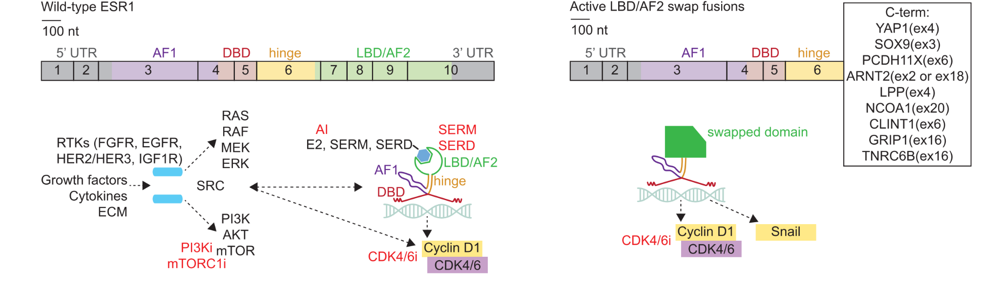 Wild-type ESR1
100 nt
5’ UTR AF1 DBD hinge LBD/AF2 3’ UTR
1 2 3 4 5 6 7 8 9 10
RAS
RAF
MEK
ERK
RTKs (FGFR, EGFR,
HER2/HER3, IGF1R)
Growth factors
Cytokines
ECM
SRC
PI3K
AKT
mTOR
PI3Ki
mTORC1i
AI
E2, SERM, SERD
SERM
SERD
LBD/AF2
AF1
hinge
DBD
CDK4/6i
Cyclin D1
CDK4/6
Active LBD/AF2 swap fusions
100 nt
5’ UTR AF1 DBD hinge
1 2 3 4 5 6
C-term:
YAP1(ex4)
SOX9(ex3)
PCDH11X(ex6)
ARNT2(ex2 or ex18)
LPP(ex4)
NCOA1(ex20)
CLINT1(ex6)
GRIP1(ex16)
TNRC6B(ex16)
swapped domain
CDK4/6i
Cyclin D1
CDK4/6
Snail